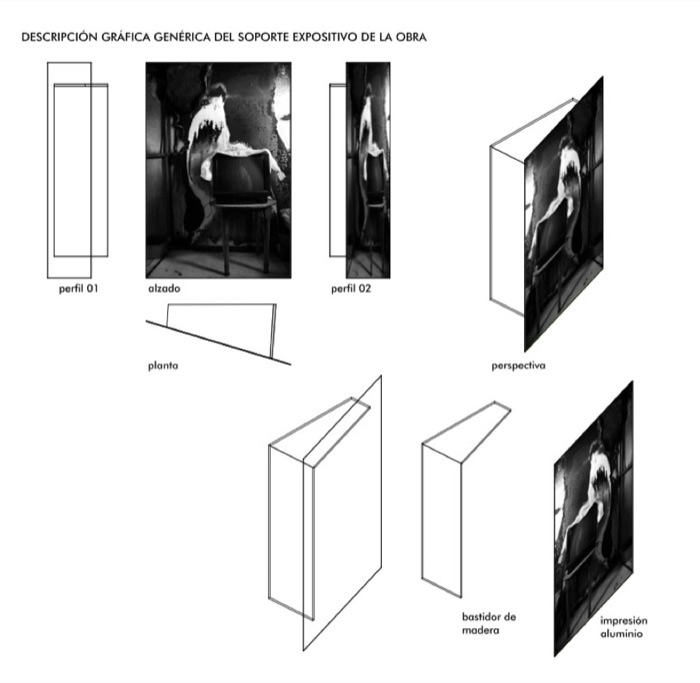 DESCRIPCIÓN GRÁFICA GENÉRICA DEL SOPORTE EXPOSITIVO DE LA OBRA
perfil 01
alzado
perfil 02
planta
perspectiva
bastidor de
madera
impresión
aluminio